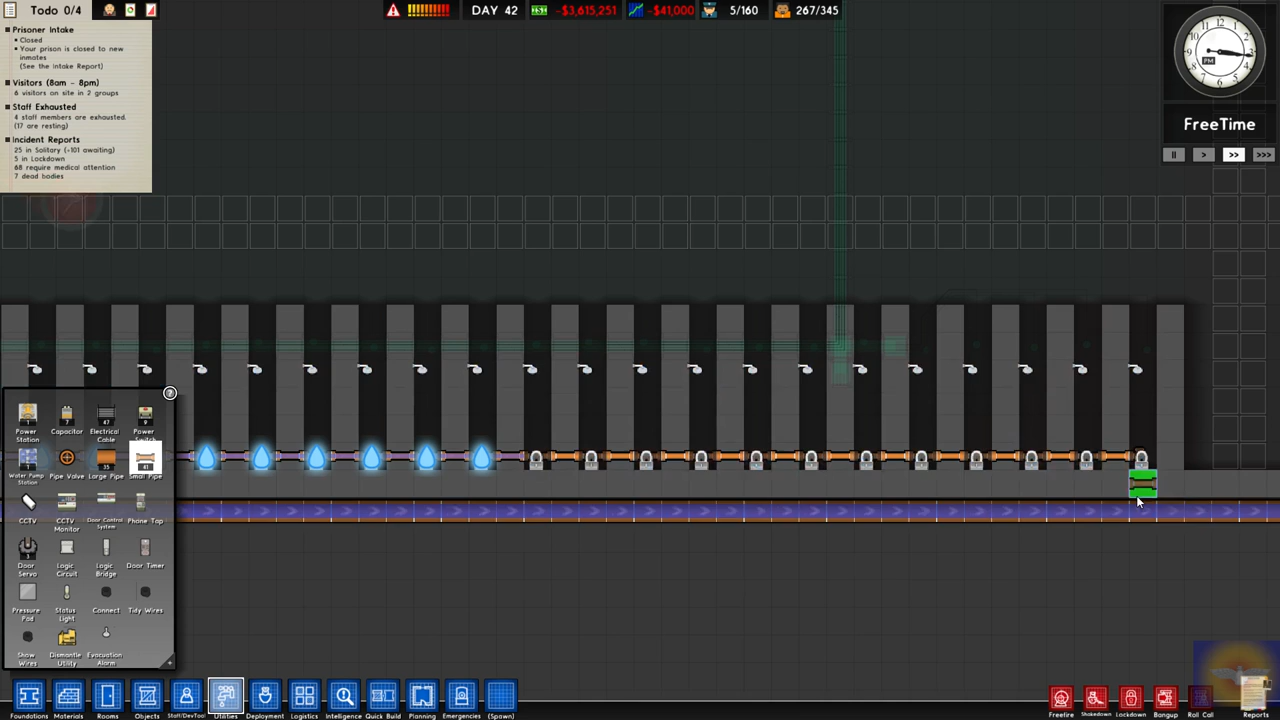 Todo 0/4
DAY 42
-$3,615,251
-$41,000
5/160
267/345
Prisoner Intake
Closed
Your prison is closed to new
inmates
(See the Intake Report)
Visitors (8am - 8pm)
6 visitors on site in 2 groups
Staff Exhausted
4 staff members are exhausted.
(17 are resting)
Incident Reports
25 in Solitary (+101 awaiting)
5 in Lockdown
68 require medical attention
7 dead bodies
PM
FreeTime
?
Power
Station
Capacitor
Electrical
Cable
Power
Switch
Water Pump
Station
Pipe Valve
Large Pipe
Small Pipe
CCTV
CCTV
Monitor
Door Control
System
Phone Tap
Door
Servo
Logic
Circuit
Logic
Bridge
Door Timer
Pressure
Pad
Status
Light
Connect
Tidy Wires
Show
Wires
Dismantle
Utility
Evacuation
Alarm
Foundations
Materials
Rooms
Objects
Staff/DevTool
Utilities
Deployment
Logistics
Intelligence
Quick Build
Planning
Emergencies
(Spawn)
Freefire
Shakedown
Lockdown
Bangup
Roll Call
Reports